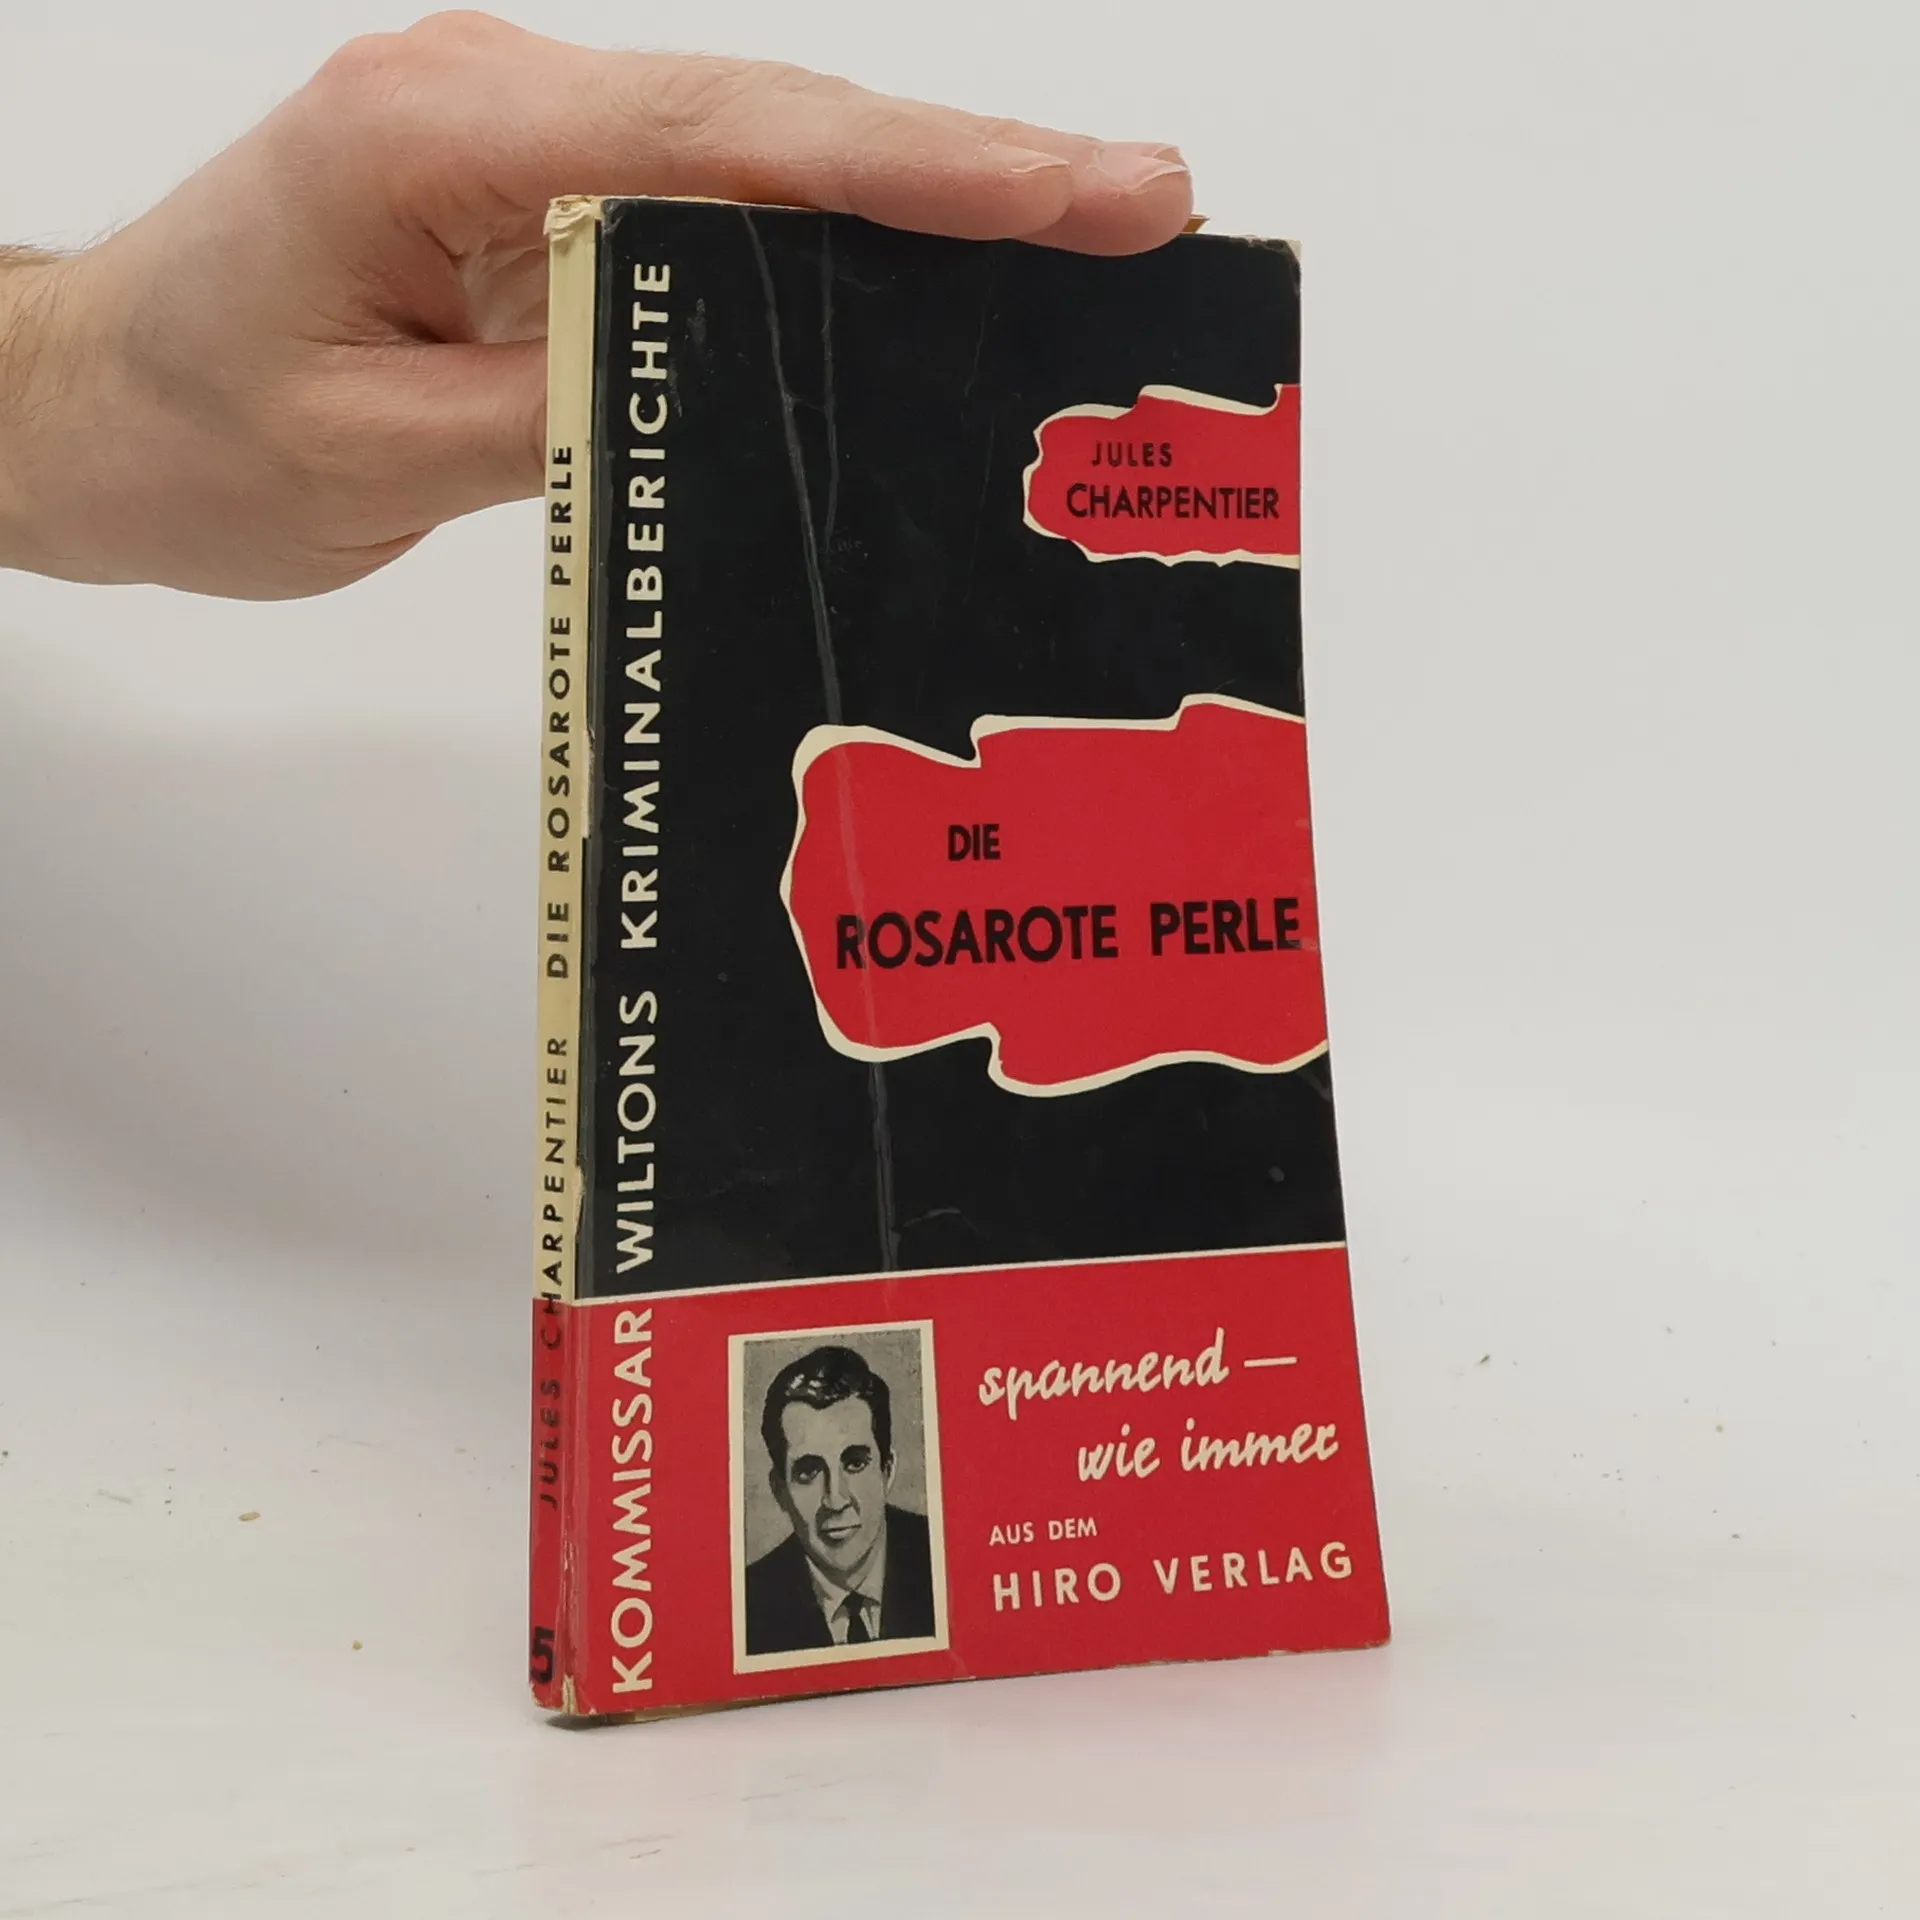 JULES CHARPENTIER DIE ROSAROTE PERLE
5
KOMMISSAR WILTONS KRIMINALBERICHTE
JULES
CHARPENTIER
DIE
ROSAROTE PERLE
spannend —
wie immer
AUS DEM
HIRO VERLAG